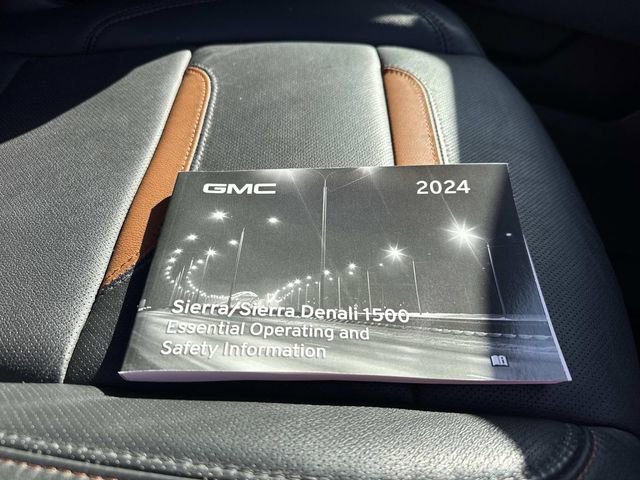 GMC 2024
Sierra/Sierra Denali 1500
Essential Operating and
Safety Information